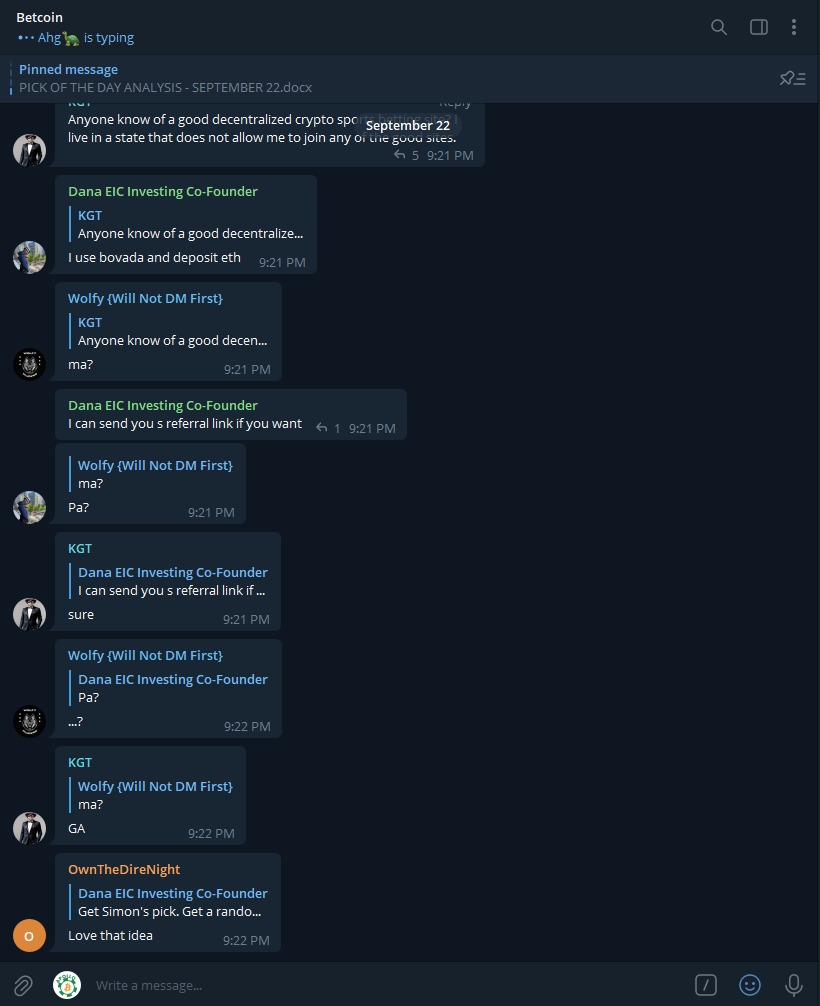 Betcoin
Ahg🐢 is typing
Pinned message
PICK OF THE DAY ANALYSIS - SEPTEMBER 22.docx
September 22
KGT
Reply
Anyone know of a good decentralized crypto sports betting site? I
live in a state that does not allow me to join any of the good sites.
5 9:21 PM
Dana EIC Investing Co-Founder
KGT
Anyone know of a good decentralize...
I use bovada and deposit eth 9:21 PM
Wolfy {Will Not DM First}
KGT
Anyone know of a good decen...
ma? 9:21 PM
Dana EIC Investing Co-Founder
I can send you s referral link if you want 1 9:21 PM
Wolfy {Will Not DM First}
ma?
Pa? 9:21 PM
KGT
Dana EIC Investing Co-Founder
I can send you s referral link if ...
sure 9:21 PM
Wolfy {Will Not DM First}
Dana EIC Investing Co-Founder
Pa?
...? 9:22 PM
KGT
Wolfy {Will Not DM First}
ma?
GA 9:22 PM
OwnTheDireNight
Dana EIC Investing Co-Founder
Get Simon's pick. Get a rando...
O
Love that idea 9:22 PM
Write a message...